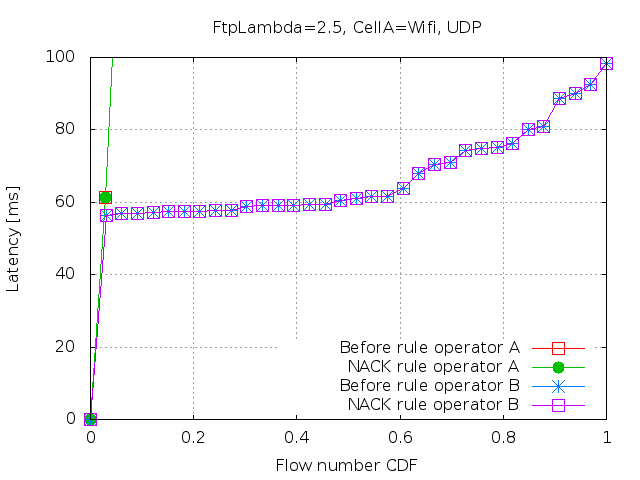 FtpLambda=2.5, CellA=Wifi, UDP
100
80
60
40
20
0
Latency [ms]
Before rule operator A
NACK rule operator A
Before rule operator B
NACK rule operator B
0 0.2 0.4 0.6 0.8 1
Flow number CDF